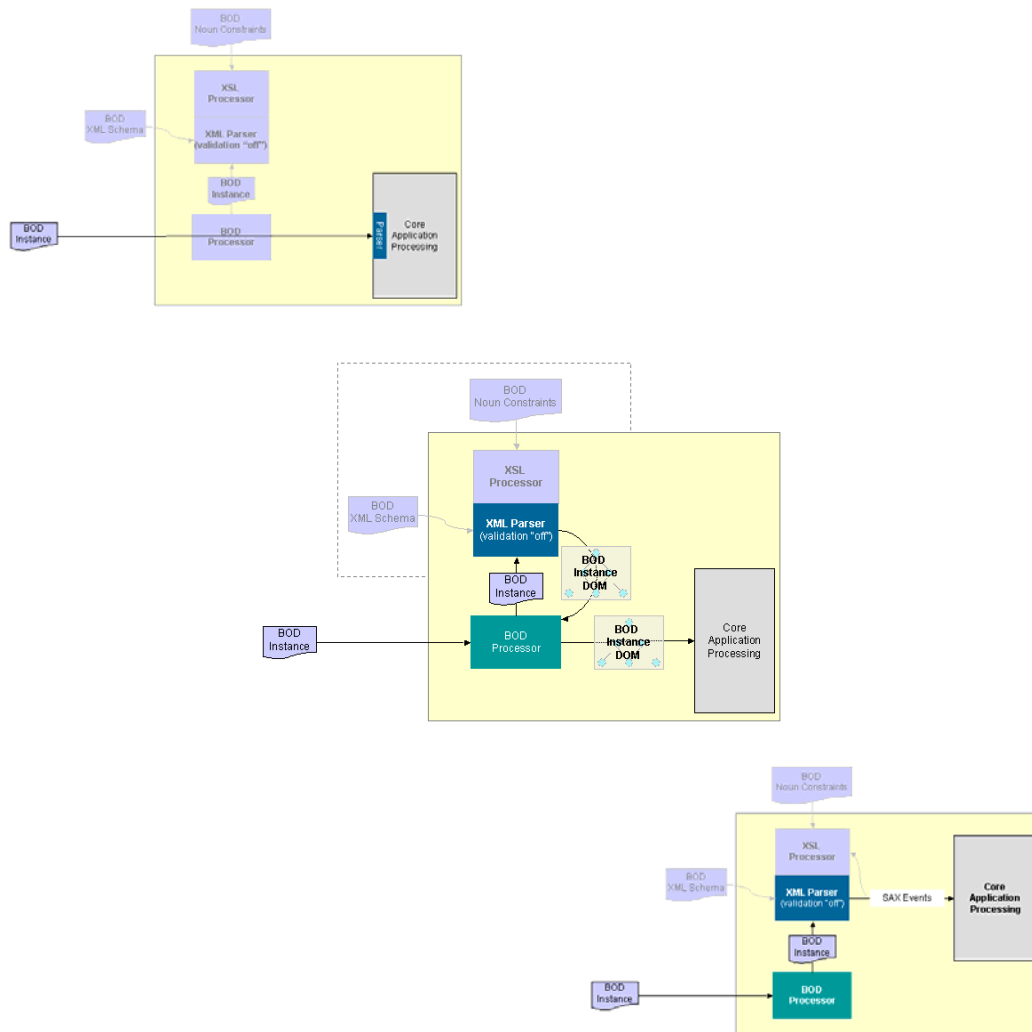 BOD
Noun Constraints
XSL
Processor
BOD
XML Schema
XML Parser
(validation "off")
BOD
Instance
BOD
Instance
BOD
Processor
Parser
Core
Application
Processing
BOD
Noun Constraints
XSL
Processor
BOD
XML Schema
XML Parser
(validation "off")
BOD
Instance
DOM
BOD
Instance
BOD
Instance
BOD
Processor
BOD
Instance
DOM
Core
Application
Processing
BOD
Noun Constraints
XSL
Processor
BOD
XML Schema
XML Parser
(validation "off")
SAX Events
Core
Application
Processing
BOD
Instance
BOD
Instance
BOD
Processor